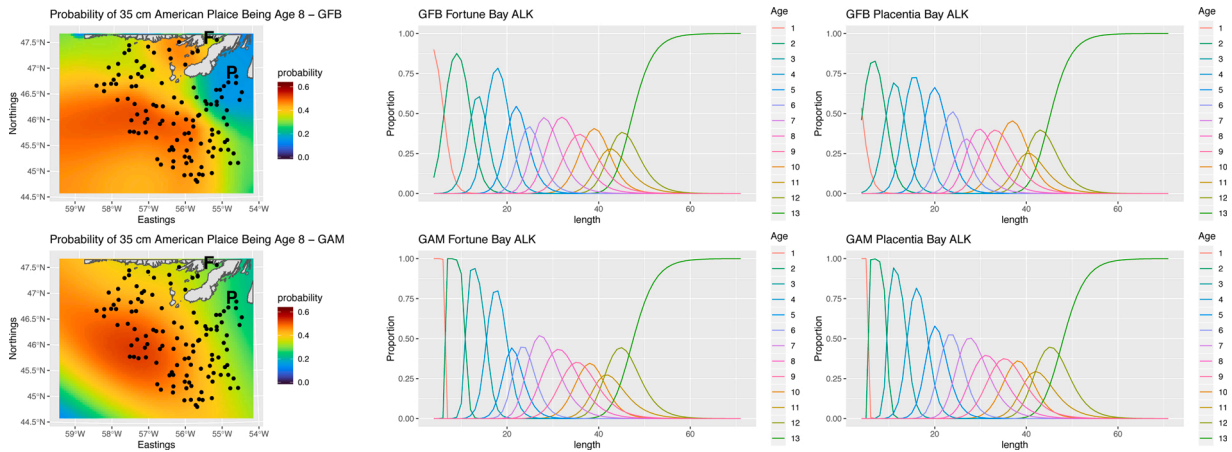 Probability of 35 cm American Plaice Being Age 8 – GFB
47.5°N
47°N
46.5°N
46°N
45.5°N
45°N
44.5°N
Northings
59°W 58°W 57°W 56°W 55°W 54°W
Eastings
F
P
probability
0.6
0.4
0.2
0.0
GFB Fortune Bay ALK
1.00
0.75
0.50
0.25
0.00
Proportion
20 40 60
length
Age
1
2
3
4
5
6
7
8
9
10
11
12
13
GFB Placentia Bay ALK
1.00
0.75
0.50
0.25
0.00
Proportion
20 40 60
length
Age
1
2
3
4
5
6
7
8
9
10
11
12
13
Probability of 35 cm American Plaice Being Age 8 – GAM
47.5°N
47°N
46.5°N
46°N
45.5°N
45°N
44.5°N
Northings
59°W 58°W 57°W 56°W 55°W 54°W
Eastings
F
P
probability
0.6
0.4
0.2
0.0
GAM Fortune Bay ALK
1.00
0.75
0.50
0.25
0.00
Proportion
20 40 60
length
Age
1
2
3
4
5
6
7
8
9
10
11
12
13
GAM Placentia Bay ALK
1.00
0.75
0.50
0.25
0.00
Proportion
20 40 60
length
Age
1
2
3
4
5
6
7
8
9
10
11
12
13